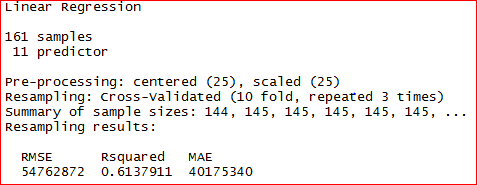 Linear Regression
161 samples
11 predictor
Pre-processing: centered (25), scaled (25)
Resampling: Cross-Validated (10 fold, repeated 3 times)
Summary of sample sizes: 144, 145, 145, 145, 145, 145, ...
Resampling results:
RMSE Rsquared MAE
54762872 0.6137911 40175340